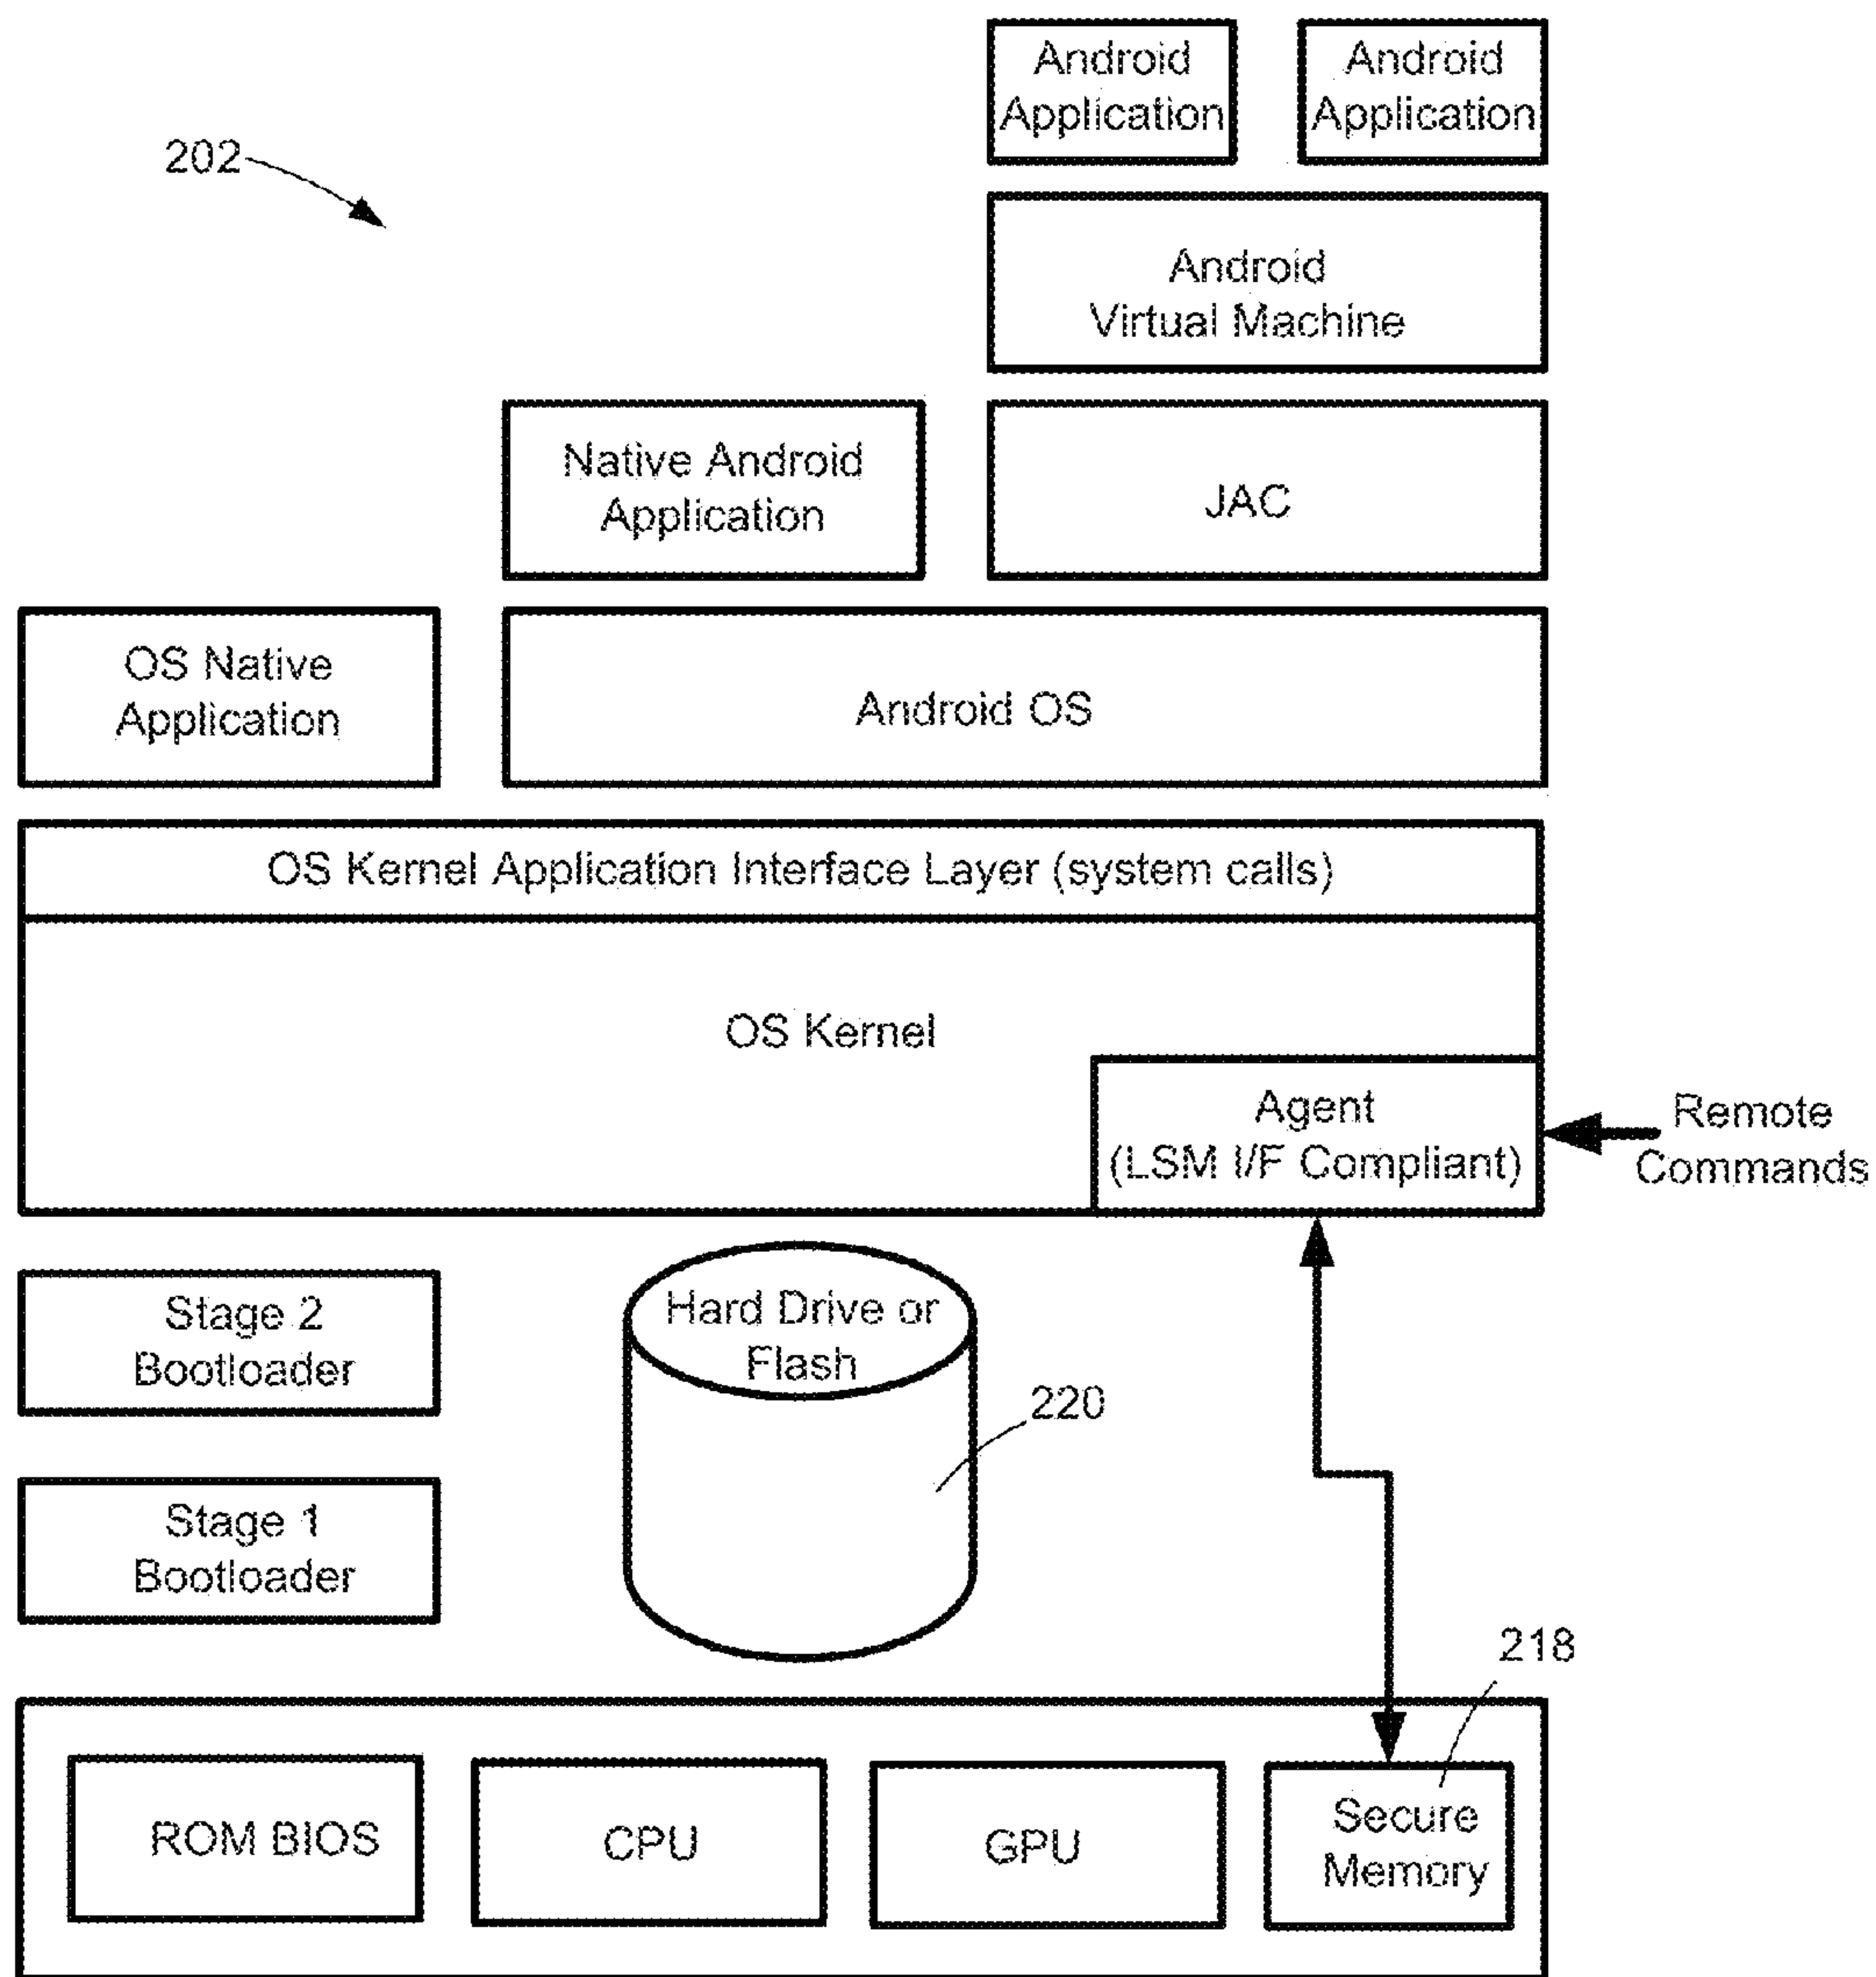 Android
Application
Android
Application
202
Android
Virtual Machine
Native Android
Application
JAC
OS Native
Application
Android OS
OS Kernel Application Interface Layer (system calls)
OS Kernel
Agent
(LSM I/F Compliant)
Remote
Commands
Stage 2
Bootloader
Hard Drive or
Flash
220
Stage 1
Bootloader
218
ROM BIOS
CPU
GPU
Secure
Memory